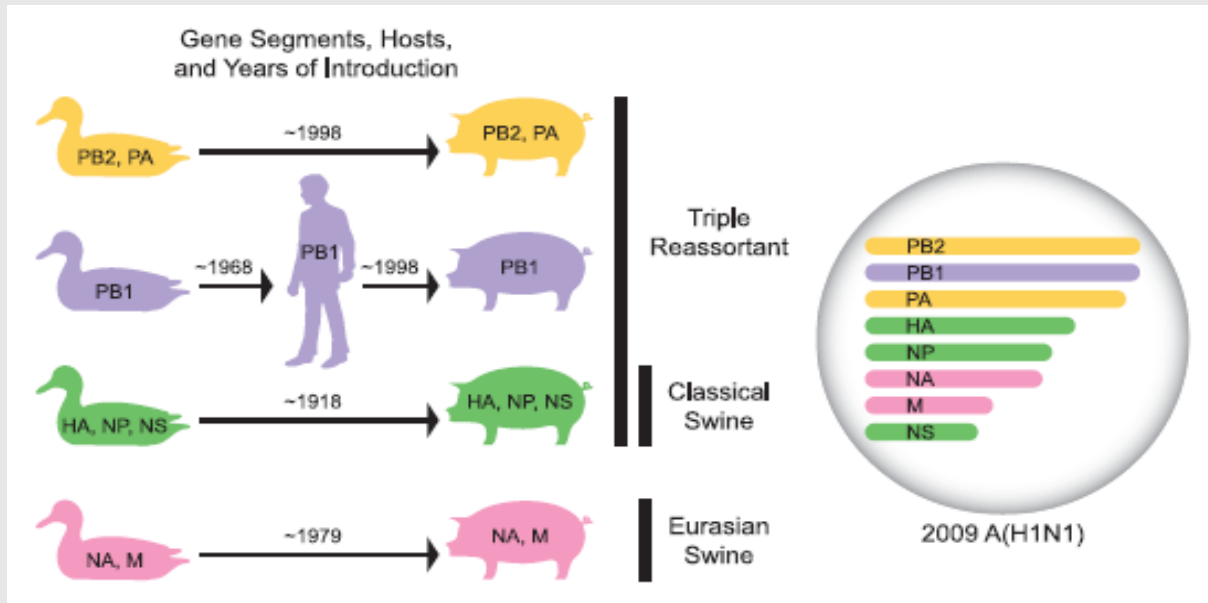 Gene Segments, Hosts,
and Years of Introduction
PB2, PA
~1998
PB2, PA
PB1
~1968
PB1
~1998
PB1
HA, NP, NS
~1918
HA, NP, NS
NA, M
~1979
NA, M
Triple
Reassortant
Classical
Swine
Eurasian
Swine
PB2
PB1
PA
HA
NP
NA
M
NS
2009 A(H1N1)